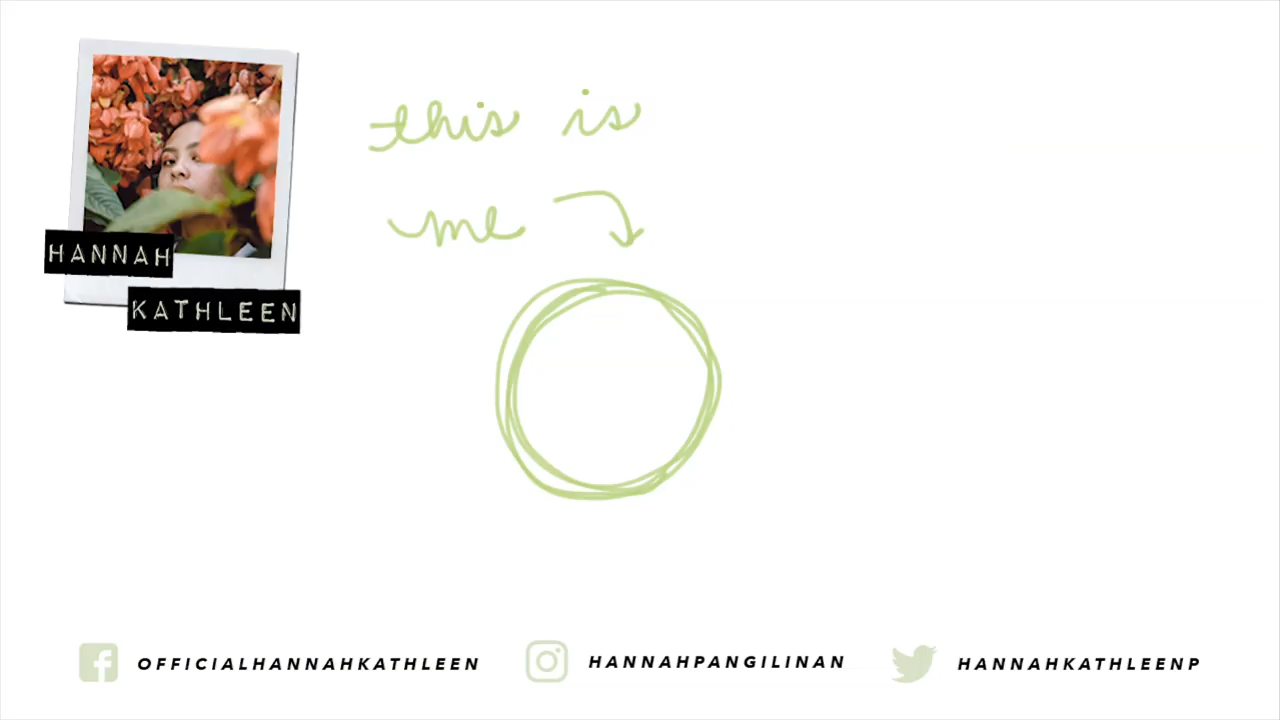 HANNAH
KATHLEEN
this is
me
OFFICIALHANNAHKATHLEEN
HANNAHPANGILINAN
HANNAHKATHLEENP